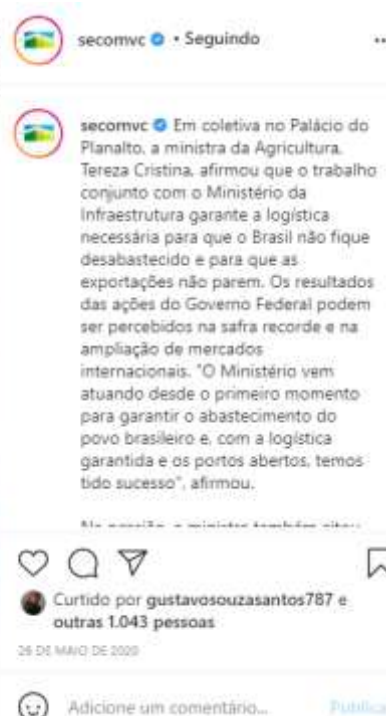 secomvc • Seguindo
secomvc Em coletiva no Palácio do
Planalto, a ministra da Agricultura,
Tereza Cristina, afirmou que o trabalho
conjunto com o Ministério da
Infraestrutura garante a logística
necessária para que o Brasil não fique
desabastecido e para que as
exportações não parem. Os resultados
das ações do Governo Federal podem
ser percebidos na safra recorde e na
ampliação de mercados
internacionais. "O Ministério vem
atuando desde o primeiro momento
para garantir o abastecimento do
povo brasileiro e, com a logística
garantida e os portos abertos, temos
tido sucesso", afirmou.
a ministra também citou
Curtido por gustavosouzasantos787 e
outras 1.043 pessoas
26 DE MAIO DE 2020
Adicione um comentário... Publicar